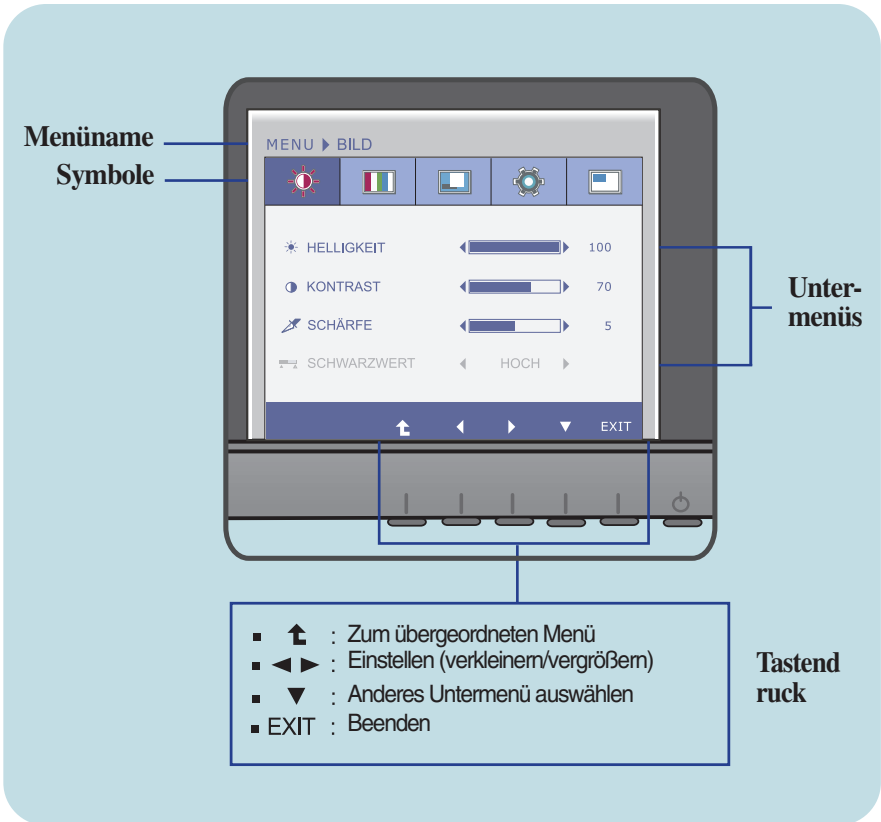 Menüname
Symbole
MENU ▶ BILD
HELLIGKEIT ◀ ▶ 100
KONTRAST ◀ ▶ 70
SCHÄRFE ◀ ▶ 5
SCHWARZWERT ◀ HOCH ▶
Unter-
menüs
◀ ▶ ▼ EXIT
: Zum übergeordneten Menü
◀ ▶ : Einstellen (verkleinern/vergrößern)
▼ : Anderes Untermenü auswählen
EXIT : Beenden
Tastend
ruck